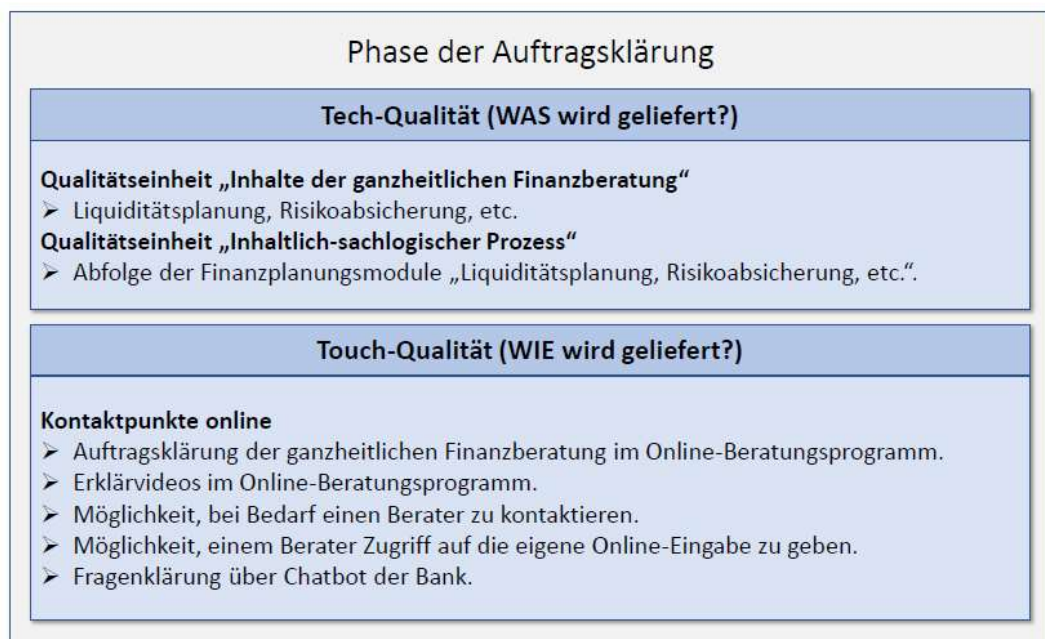 Phase der Auftragsklärung
Tech-Qualität (WAS wird geliefert?)
Qualitätseinheit „Inhalte der ganzheitlichen Finanzberatung“
➢ Liquiditätsplanung, Risikoabsicherung, etc.
Qualitätseinheit „Inhaltlich-sachlogischer Prozess“
➢ Abfolge der Finanzplanungsmodule „Liquiditätsplanung, Risikoabsicherung, etc.“.
Touch-Qualität (WIE wird geliefert?)
Kontaktpunkte online
➢ Auftragsklärung der ganzheitlichen Finanzberatung im Online-Beratungsprogramm.
➢ Erklärvideos im Online-Beratungsprogramm.
➢ Möglichkeit, bei Bedarf einen Berater zu kontaktieren.
➢ Möglichkeit, einem Berater Zugriff auf die eigene Online-Eingabe zu geben.
➢ Fragenklärung über Chatbot der Bank.